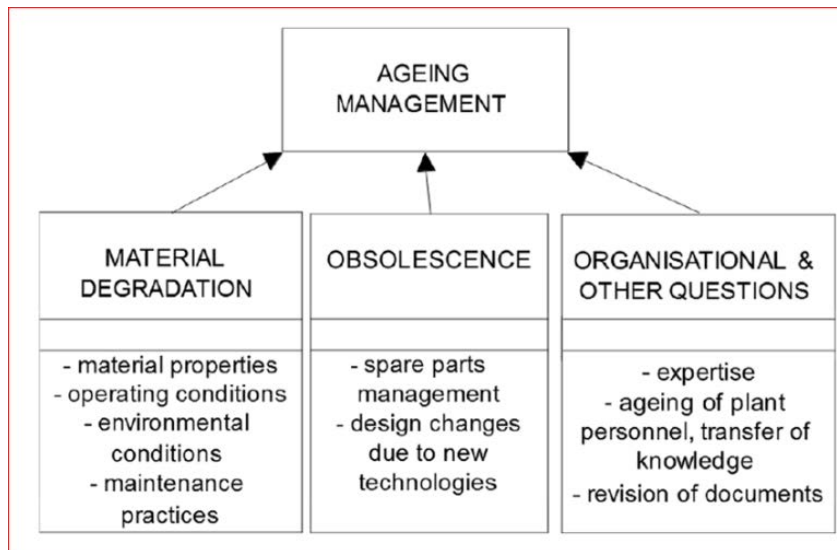 AGEING
MANAGEMENT
MATERIAL
DEGRADATION
- material properties
- operating conditions
- environmental
conditions
- maintenance
practices
OBSOLESCENCE
- spare parts
management
- design changes
due to new
technologies
ORGANISATIONAL &
OTHER QUESTIONS
- expertise
- ageing of plant
personnel, transfer of
knowledge
- revision of documents